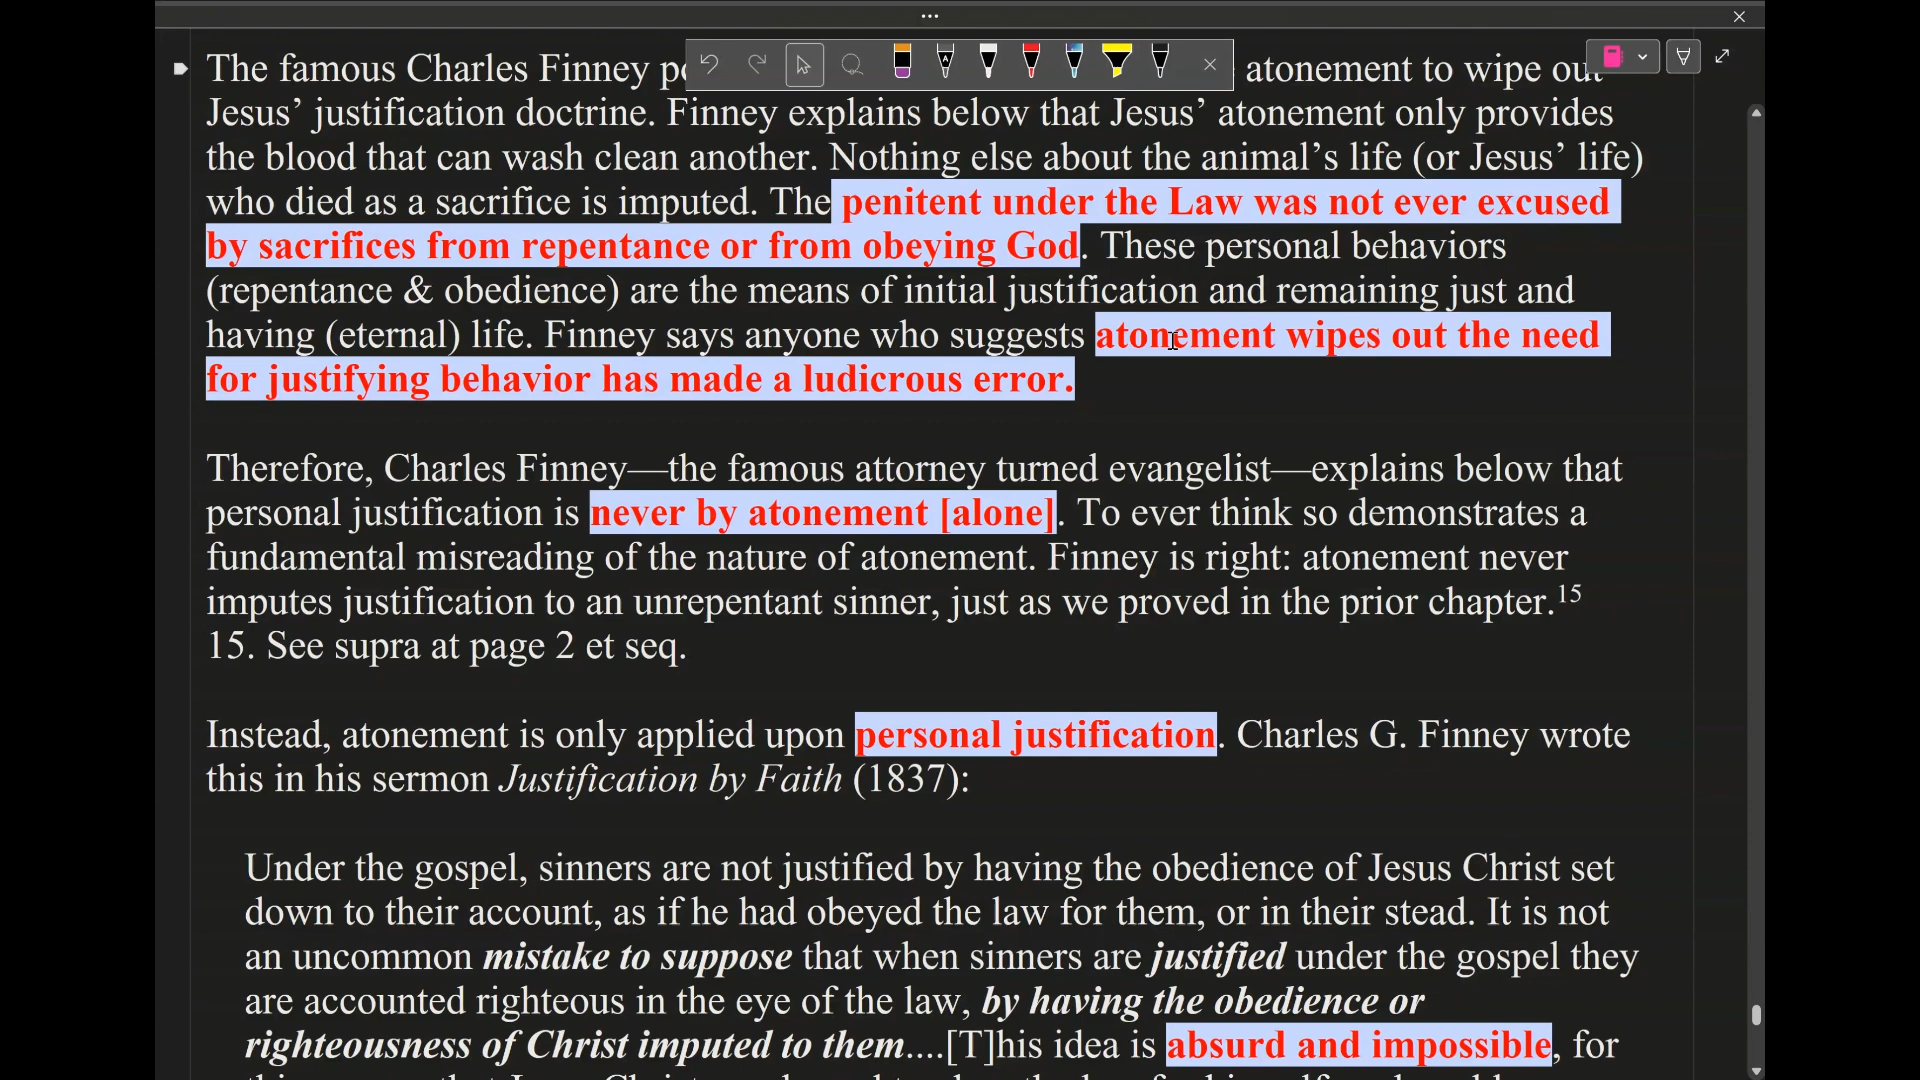 The famous Charles Finney atonement to wipe out
Jesus’ justification doctrine. Finney explains below that Jesus’ atonement only provides
the blood that can wash clean another. Nothing else about the animal’s life (or Jesus’ life)
who died as a sacrifice is imputed. The penitent under the Law was not ever excused
by sacrifices from repentance or from obeying God. These personal behaviors
(repentance & obedience) are the means of initial justification and remaining just and
having (eternal) life. Finney says anyone who suggests atonement wipes out the need
for justifying behavior has made a ludicrous error.
Therefore, Charles Finney—the famous attorney turned evangelist—explains below that
personal justification is never by atonement [alone]. To ever think so demonstrates a
fundamental misreading of the nature of atonement. Finney is right: atonement never
imputes justification to an unrepentant sinner, just as we proved in the prior chapter.15
15. See supra at page 2 et seq.
Instead, atonement is only applied upon personal justification. Charles G. Finney wrote
this in his sermon Justification by Faith (1837):
Under the gospel, sinners are not justified by having the obedience of Jesus Christ set
down to their account, as if he had obeyed the law for them, or in their stead. It is not
an uncommon mistake to suppose that when sinners are justified under the gospel they
are accounted righteous in the eye of the law, by having the obedience or
righteousness of Christ imputed to them....[T]his idea is absurd and impossible, for